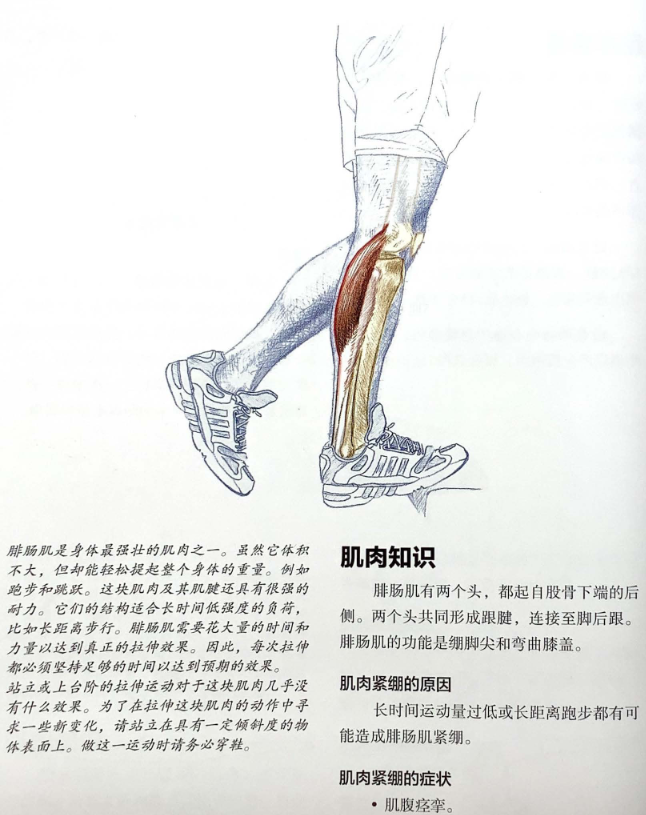 腓肠肌是身体最强壮的肌肉之一。虽然它体积
不大，但却能轻松提起整个身体的重量。例如
跑步和跳跃。这块肌肉及其肌腱还具有很强的
耐力。它们的结构适合长时间低强度的负荷，
比如长距离步行。腓肠肌需要花大量的时间和
力量以达到真正的拉伸效果。因此，每次拉伸
都必须坚持足够的时间以达到预期的效果。
站立或上台阶的拉伸运动对于这块肌肉几乎没
有什么效果。为了在拉伸这块肌肉的动作中寻
求一些新变化，请站立在具有一定倾斜度的物
体表面上。做这一运动时请务必穿鞋。
肌肉知识
腓肠肌有两个头，都起自股骨下端的后
侧。两个头共同形成跟腱，连接至脚后跟。
腓肠肌的功能是绷脚尖和弯曲膝盖。
肌肉紧绷的原因
长时间运动量过低或长距离跑步都有可
能造成腓肠肌紧绷。
肌肉紧绷的症状
• 肌腹痉挛。